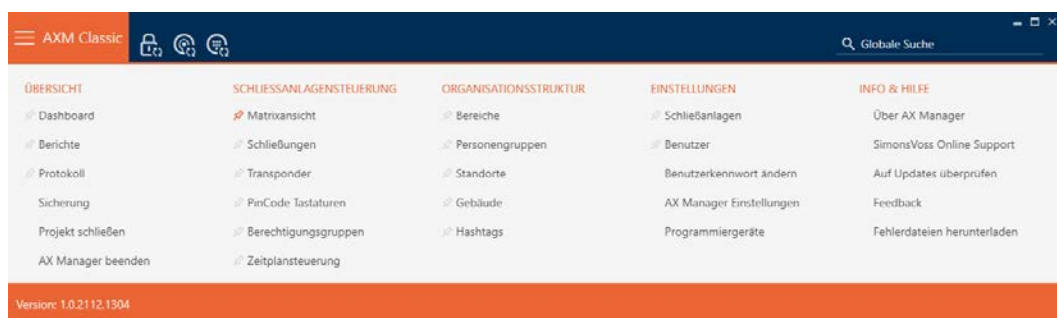 AXM Classic
Globale Suche
ÜBERSICHT
Dashboard
Berichte
Protokoll
Sicherung
Projekt schließen
AX Manager beenden
SCHLIESSANLAGENSTEUERUNG
Matrixansicht
Schließungen
Transponder
PinCode Tastaturen
Berechtigungsgruppen
Zeitplansteuerung
ORGANISATIONSSTRUKTUR
Bereiche
Personengruppen
Standorte
Gebäude
Hashtags
EINSTELLUNGEN
Schließanlagen
Benutzer
Benutzerkennwort ändern
AX Manager Einstellungen
Programmiergeräte
INFO & HILFE
Über AX Manager
SimonsVoss Online Support
Auf Updates überprüfen
Feedback
Fehlerdateien herunterladen
Version: 1.0.2112.1304